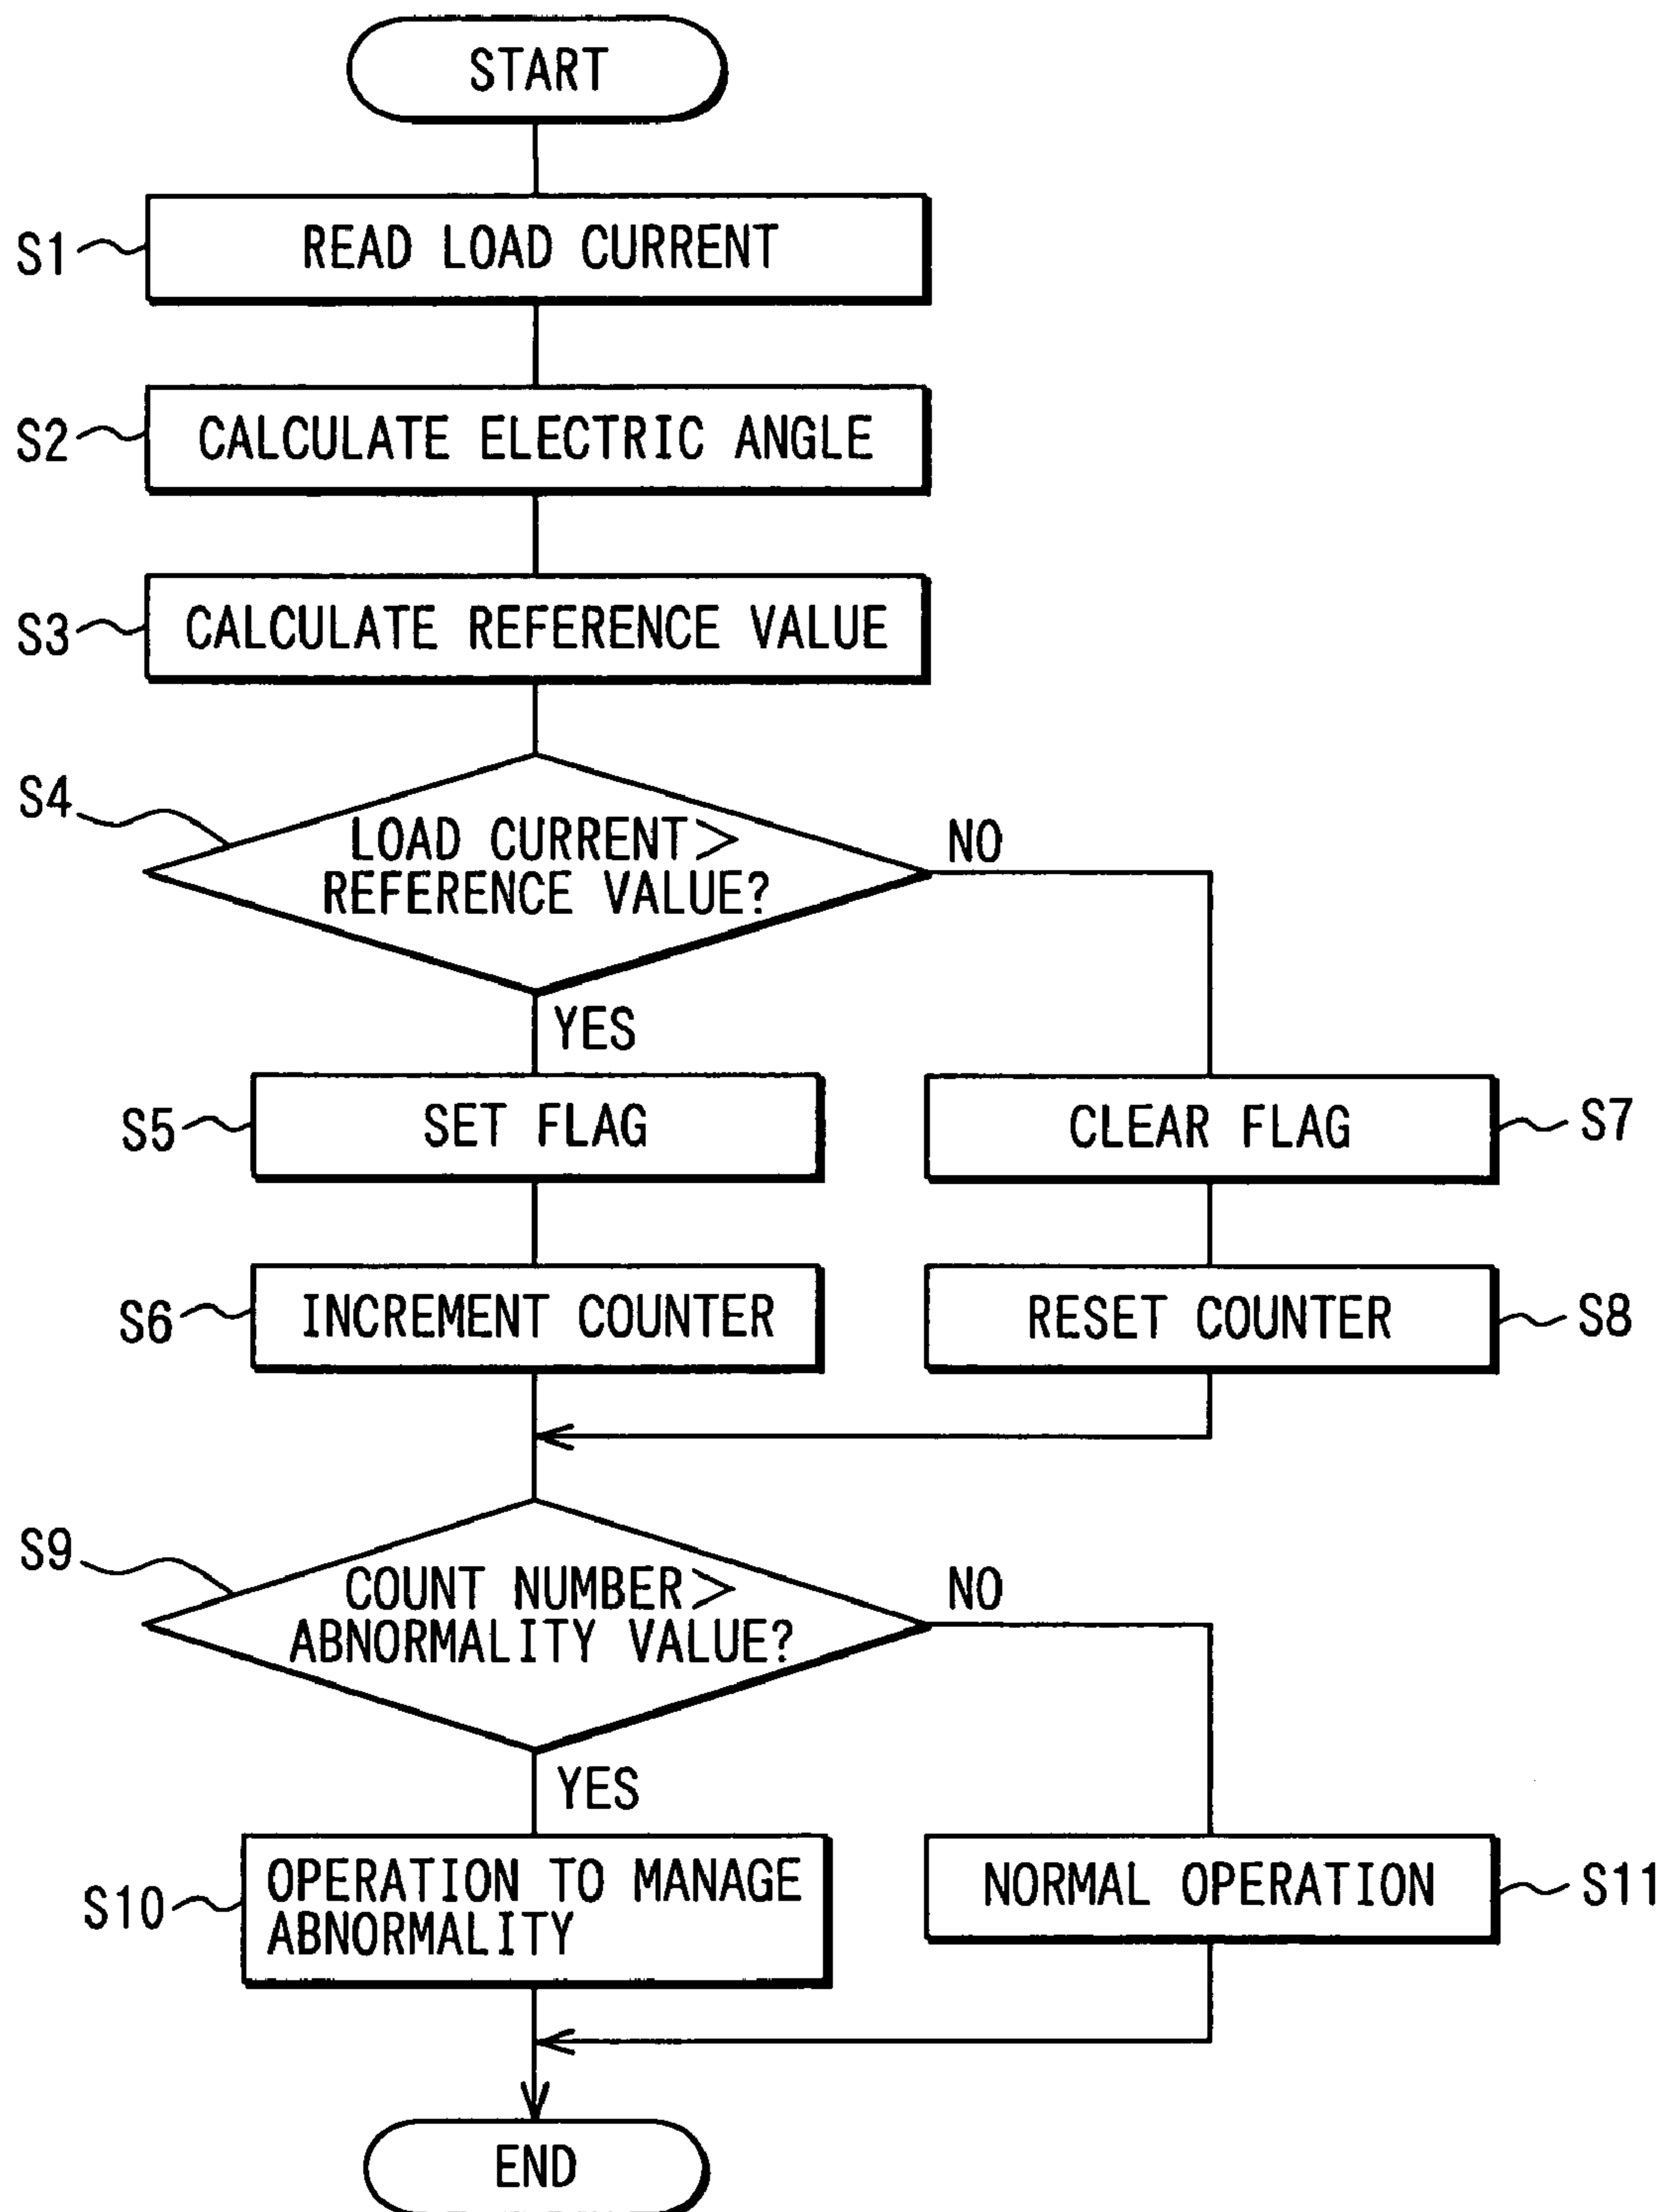 START
S1
READ LOAD CURRENT
S2
CALCULATE ELECTRIC ANGLE
S3
CALCULATE REFERENCE VALUE
S4
LOAD CURRENT>
REFERENCE VALUE?
NO
YES
S5
SET FLAG
CLEAR FLAG
S7
S6
INCREMENT COUNTER
RESET COUNTER
S8
S9
COUNT NUMBER>
ABNORMALITY VALUE?
NO
YES
S10
OPERATION TO MANAGE
ABNORMALITY
NORMAL OPERATION
S11
END